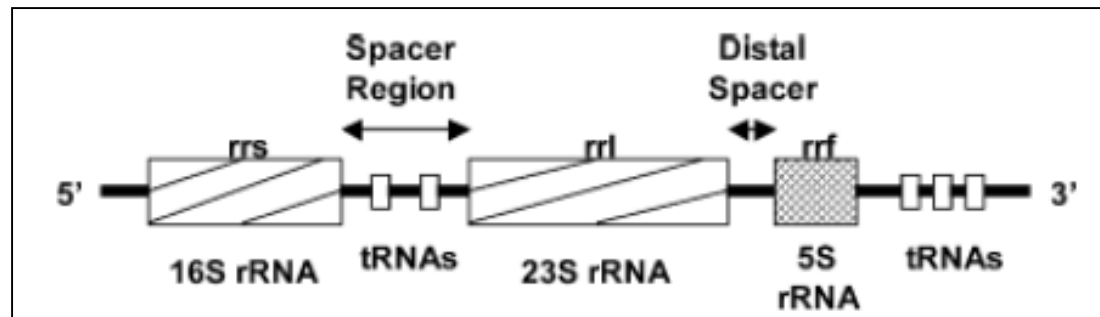 Spacer Region
Distal Spacer
rrs
rrl
rrf
5’
3’
16S rRNA
tRNAs
23S rRNA
5S rRNA
tRNAs